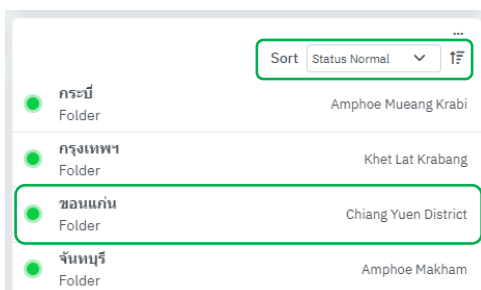 ...
Sort Status Normal
กระบี่
Folder
Amphoe Mueang Krabi
กรุงเทพฯ
Folder
Khet Lat Krabang
ขอนแก่น
Folder
Chiang Yuen District
จันทบุรี
Folder
Amphoe Makham